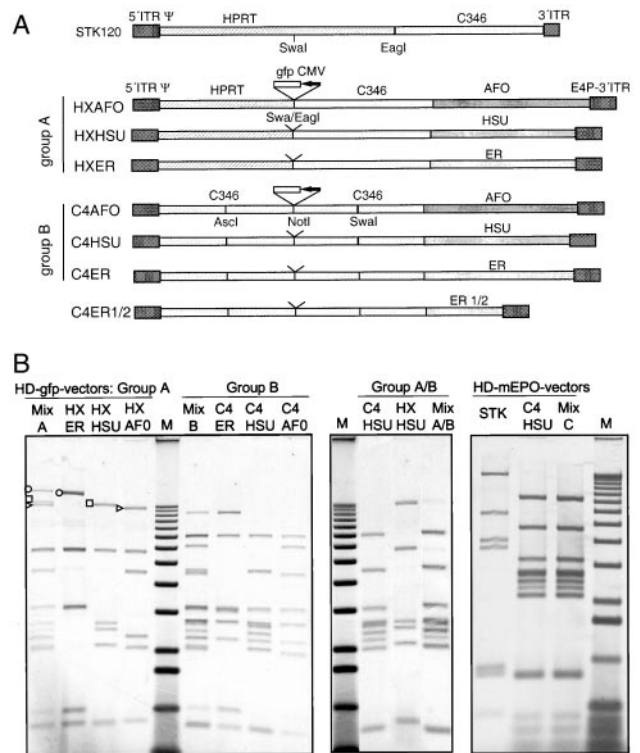 A
5´ITR Ψ HPRT C346 3´ITR
STK120
SwaI EagI
gfp CMV
5´ITR Ψ HPRT C346 AFO E4P-3´ITR
HXAFO
Swa/EagI HSU
HXHSU
ER
HXER
group A
C346 C346 AFO
C4AFO
AscI NotI SwaI HSU
C4HSU
ER
C4ER
group B
ER 1/2
C4ER1/2
B
HD-gfp-vectors: Group A Group B Group A/B HD-mEPO-vectors
Mix HX HX HX Mix C4 C4 C4 C4 HX Mix STK C4 Mix
A ER HSU AF0 M B ER HSU AF0 M HSU HSU A/B HSU C M